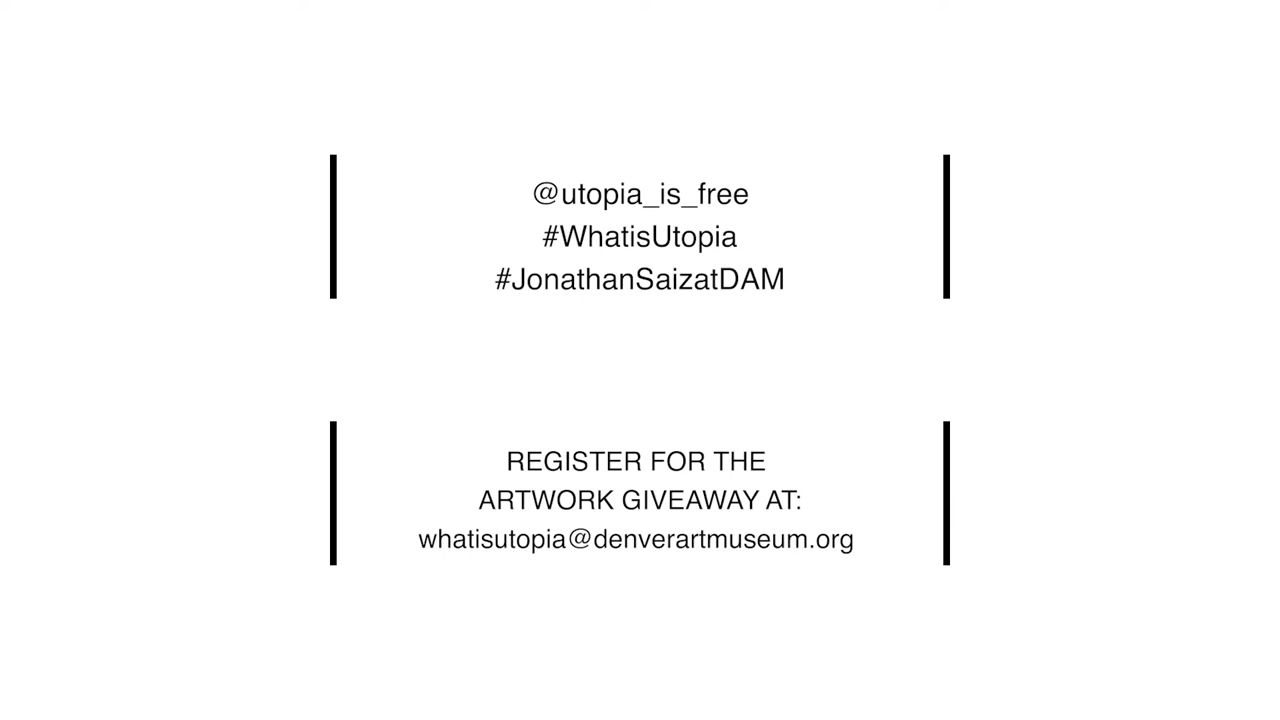 @utopia_is_free
#WhatisUtopia
#JonathanSaizatDAM
REGISTER FOR THE
ARTWORK GIVEAWAY AT:
whatisutopia@denverartmuseum.org